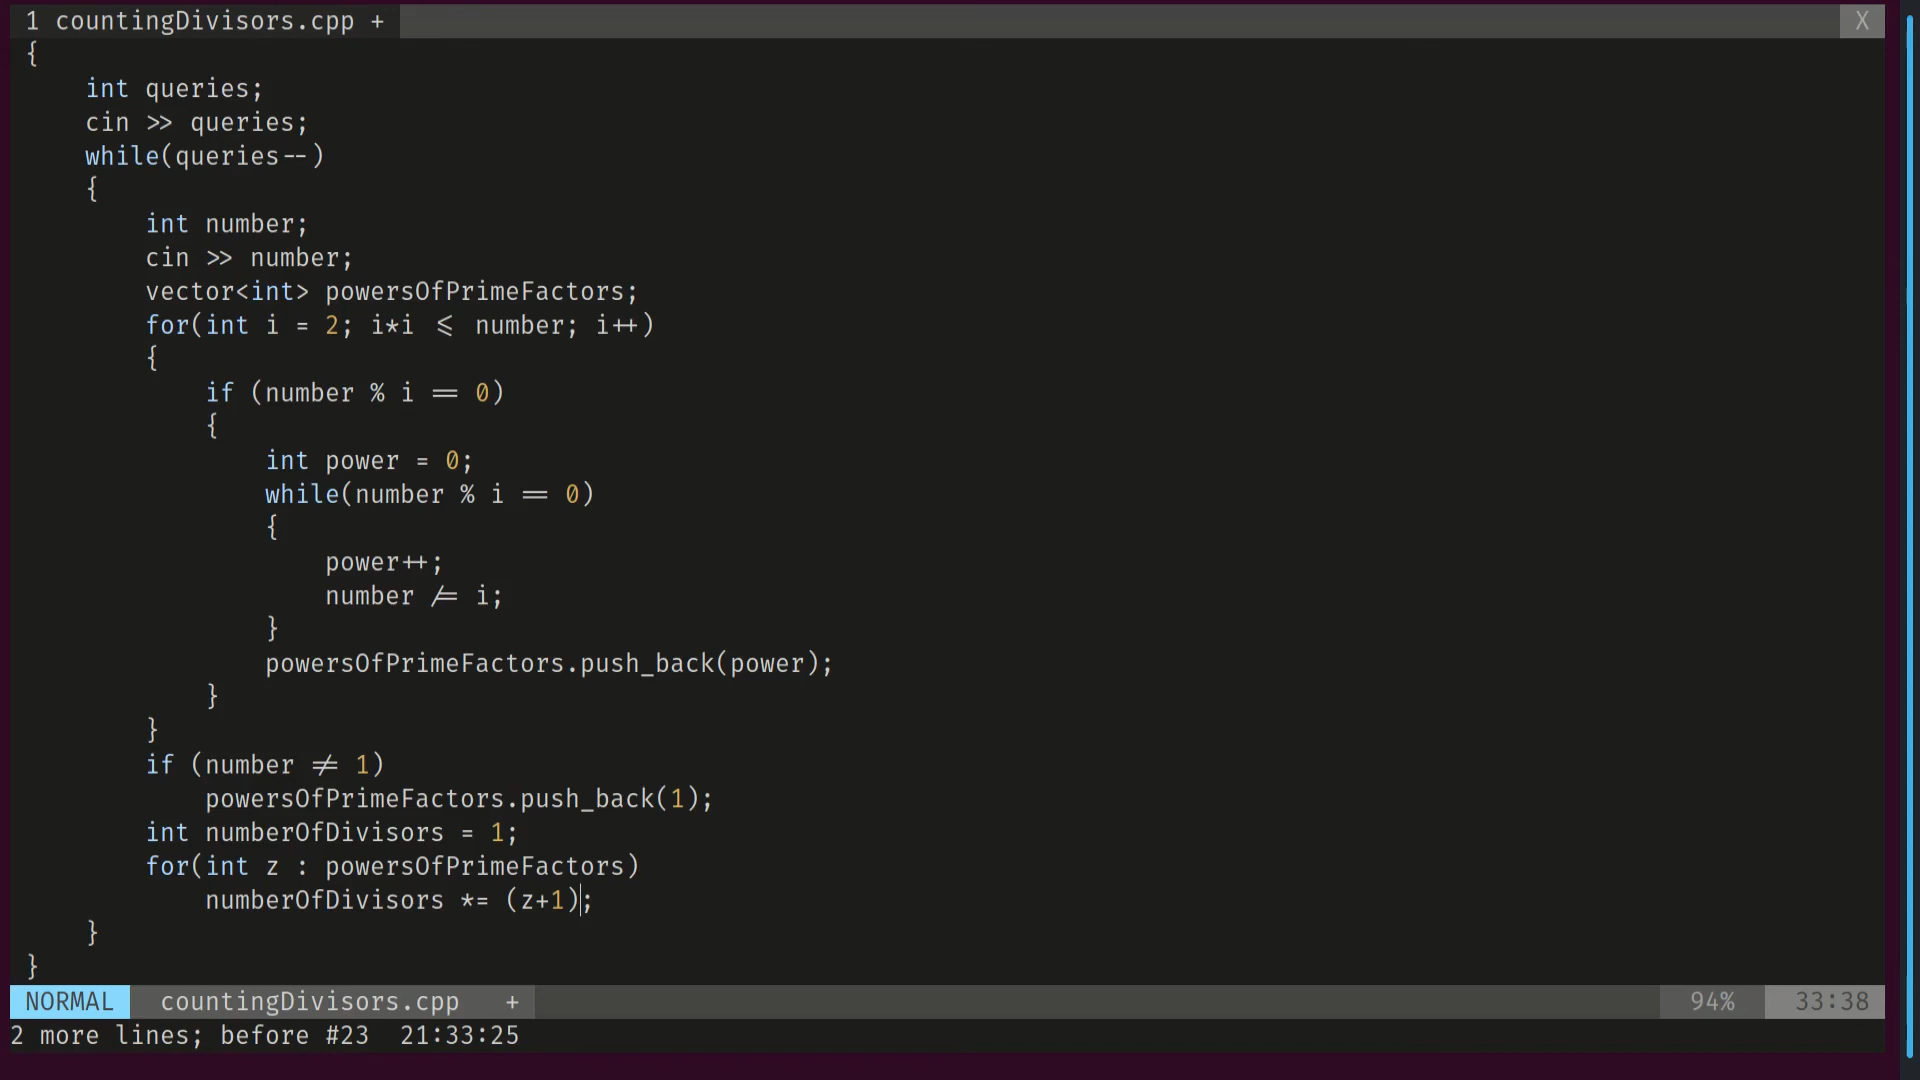 1 countingDivisors.cpp + X
{
    int queries;
    cin >> queries;
    while(queries--)
    {
        int number;
        cin >> number;
        vector<int> powersOfPrimeFactors;
        for(int i = 2; i*i <= number; i++)
        {
            if (number % i == 0)
            {
                int power = 0;
                while(number % i == 0)
                {
                    power++;
                    number /= i;
                }
                powersOfPrimeFactors.push_back(power);
            }
        }
        if (number != 1)
            powersOfPrimeFactors.push_back(1);
        int numberOfDivisors = 1;
        for(int z : powersOfPrimeFactors)
            numberOfDivisors *= (z+1);
    }
}
NORMAL countingDivisors.cpp + 94% 33:38
2 more lines; before #23 21:33:25